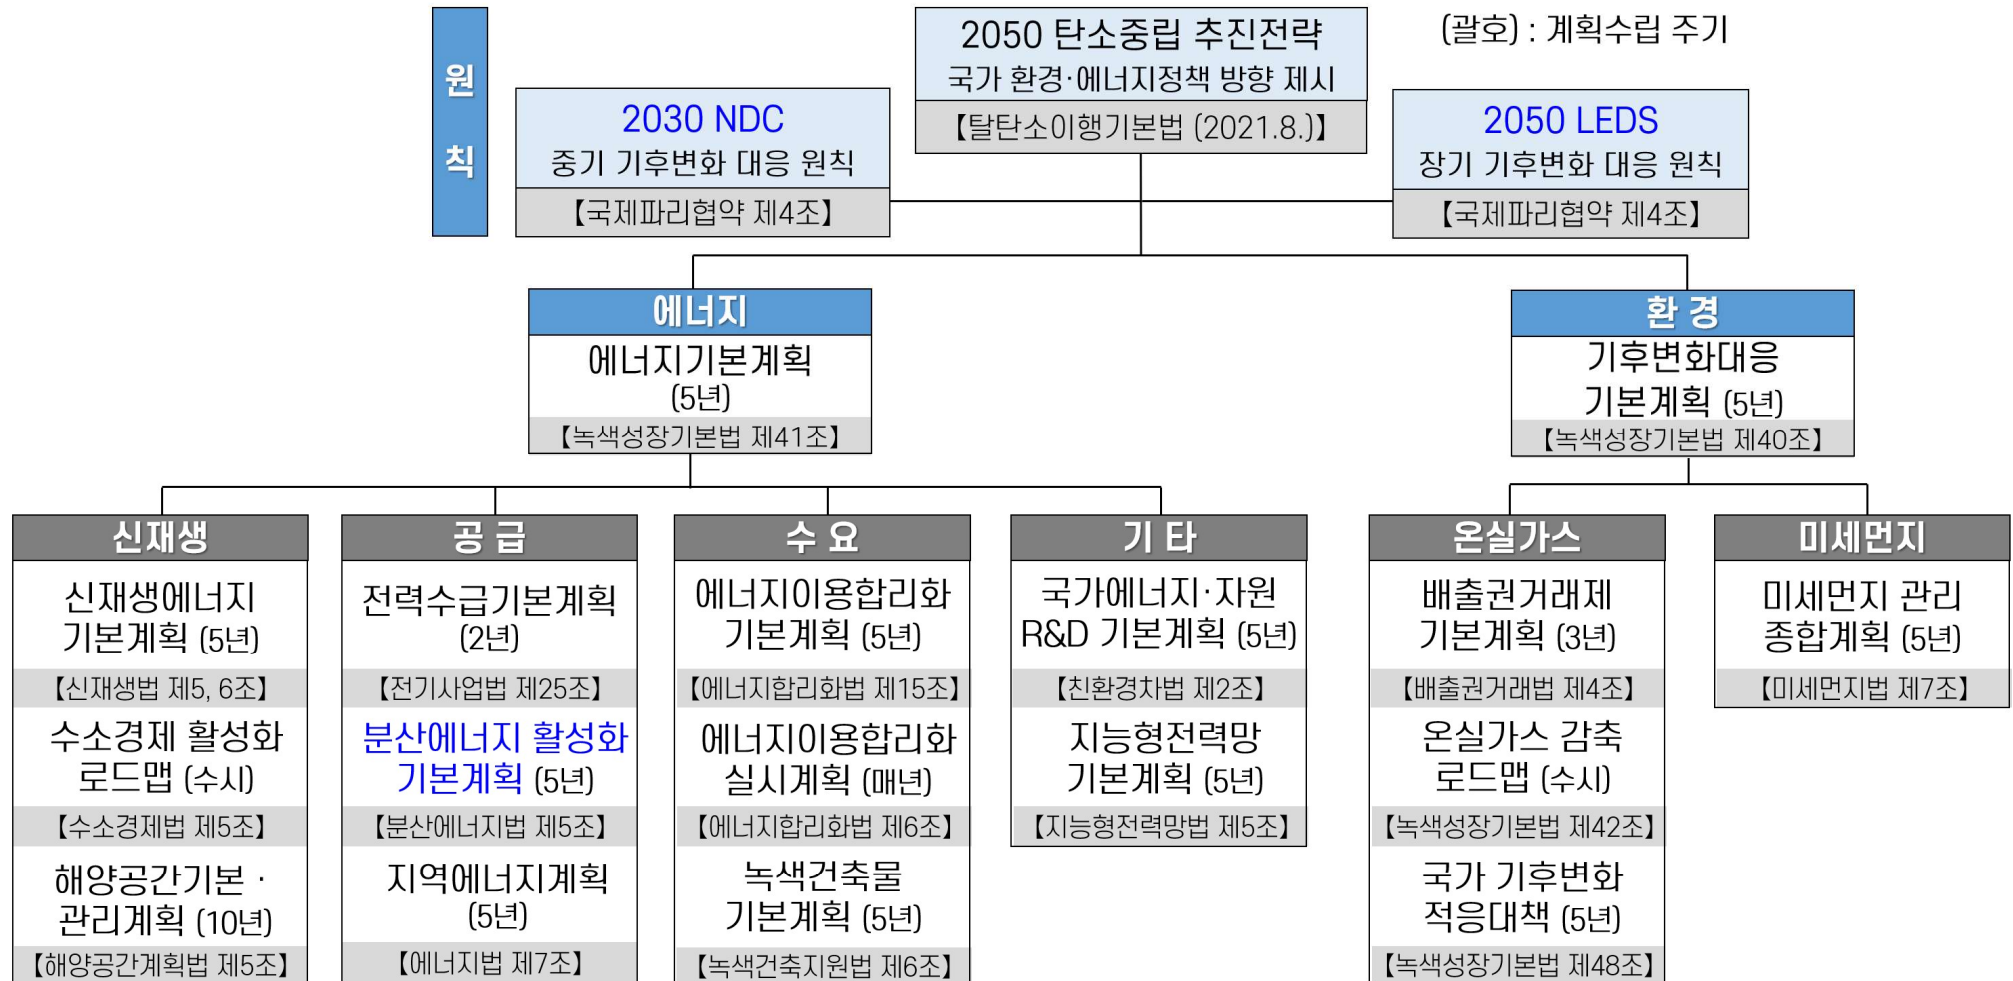 원
칙
2050 탄소중립 추진전략
국가 환경·에너지정책 방향 제시
【탈탄소이행기본법 (2021.8.)】
(괄호) : 계획수립 주기
2030 NDC
중기 기후변화 대응 원칙
【국제파리협약 제4조】
2050 LEDS
장기 기후변화 대응 원칙
【국제파리협약 제4조】
에너지
에너지기본계획
(5년)
【녹색성장기본법 제41조】
환 경
기후변화대응
기본계획 (5년)
【녹색성장기본법 제40조】
신재생
신재생에너지
기본계획 (5년)
【신재생법 제5, 6조】
수소경제 활성화
로드맵 (수시)
【수소경제법 제5조】
해양공간기본 ·
관리계획 (10년)
【해양공간계획법 제5조】
공 급
전력수급기본계획
(2년)
【전기사업법 제25조】
분산에너지 활성화
기본계획 (5년)
【분산에너지법 제5조】
지역에너지계획
(5년)
【에너지법 제7조】
수 요
에너지이용합리화
기본계획 (5년)
【에너지합리화법 제15조】
에너지이용합리화
실시계획 (매년)
【에너지합리화법 제6조】
녹색건축물
기본계획 (5년)
【녹색건축지원법 제6조】
기 타
국가에너지·자원
R&D 기본계획 (5년)
【친환경차법 제2조】
지능형전력망
기본계획 (5년)
【지능형전력망법 제5조】
온실가스
배출권거래제
기본계획 (3년)
【배출권거래법 제4조】
온실가스 감축
로드맵 (수시)
【녹색성장기본법 제42조】
국가 기후변화
적응대책 (5년)
【녹색성장기본법 제48조】
미세먼지
미세먼지 관리
종합계획 (5년)
【미세먼지법 제7조】